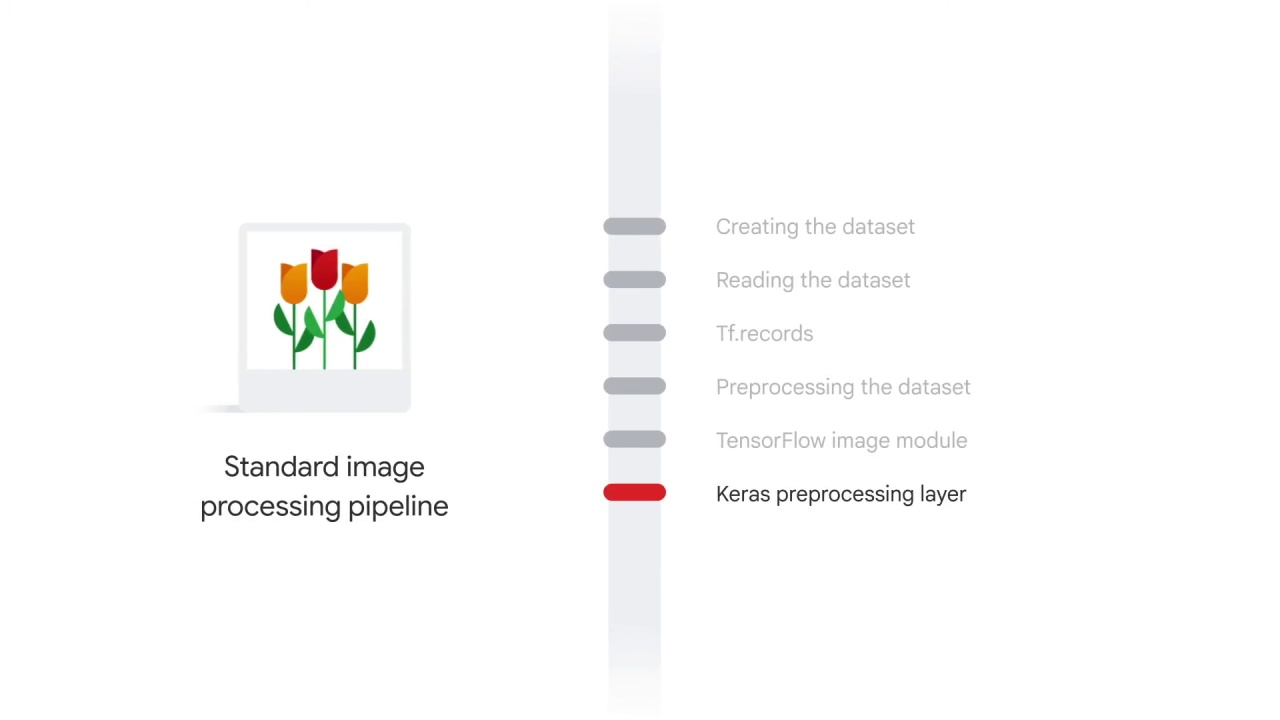 Standard image
processing pipeline
Creating the dataset
Reading the dataset
Tf.records
Preprocessing the dataset
TensorFlow image module
Keras preprocessing layer